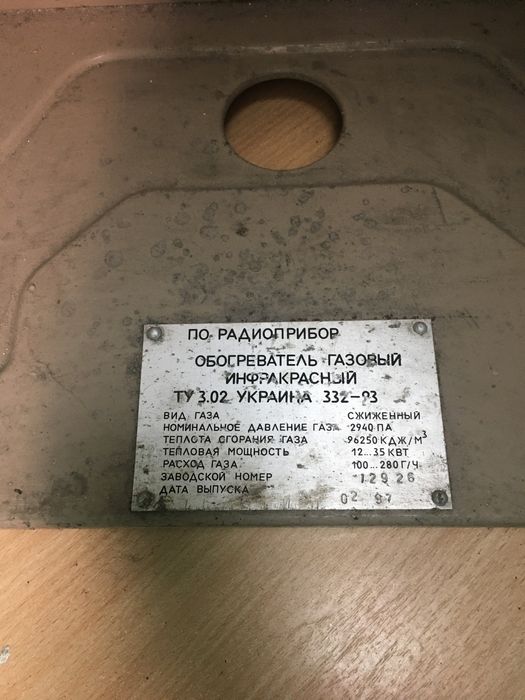 ПО РАДИОПРИБОР
ОБОГРЕВАТЕЛЬ ГАЗОВЫЙ
ИНФРАКРАСНЫЙ
ТУ 3.02 УКРАИНА 332-93
ВИД ГАЗА СЖИЖЕННЫЙ
НОМИНАЛЬНОЕ ДАВЛЕНИЕ ГАЗА 2940 ПА
ТЕПЛОТА СГОРАНИЯ ГАЗА 96250 КДЖ/М³
ТЕПЛОВАЯ МОЩНОСТЬ 12...35 КВТ
РАСХОД ГАЗА 100...280 Г/Ч
ЗАВОДСКОЙ НОМЕР 12926
ДАТА ВЫПУСКА 02 97